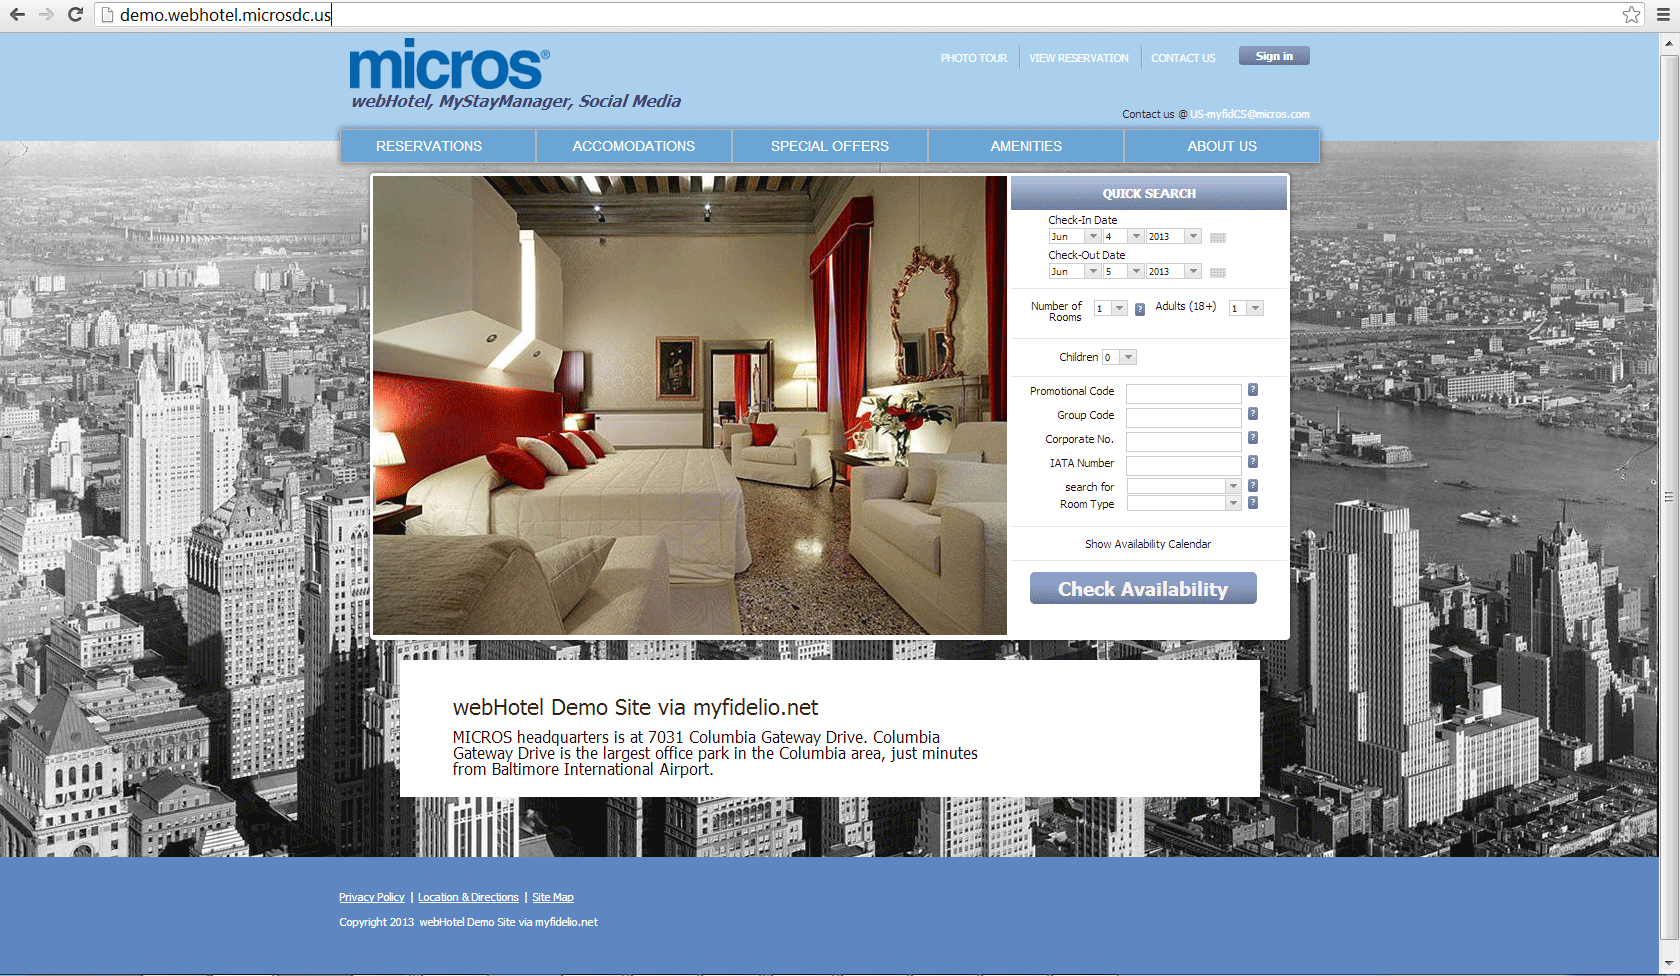 demo.webhotel.microsdc.us
micros®
webHotel, MyStayManager, Social Media
PHOTO TOUR
VIEW RESERVATION
CONTACT US
Sign in
Contact us @ US-myfidCS@micros.com
RESERVATIONS
ACCOMODATIONS
SPECIAL OFFERS
AMENITIES
ABOUT US
QUICK SEARCH
Check-In Date
Jun 4 2013
Check-Out Date
Jun 5 2013
Number of
Rooms
1 ?
Adults (18+) 1
Children 0
Promotional Code ?
Group Code ?
Corporate No. ?
IATA Number ?
search for ?
Room Type ?
Show Availability Calendar
Check Availability
webHotel Demo Site via myfidelio.net
MICROS headquarters is at 7031 Columbia Gateway Drive. Columbia
Gateway Drive is the largest office park in the Columbia area, just minutes
from Baltimore International Airport.
Privacy Policy | Location & Directions | Site Map
Copyright 2013 webHotel Demo Site via myfidelio.net